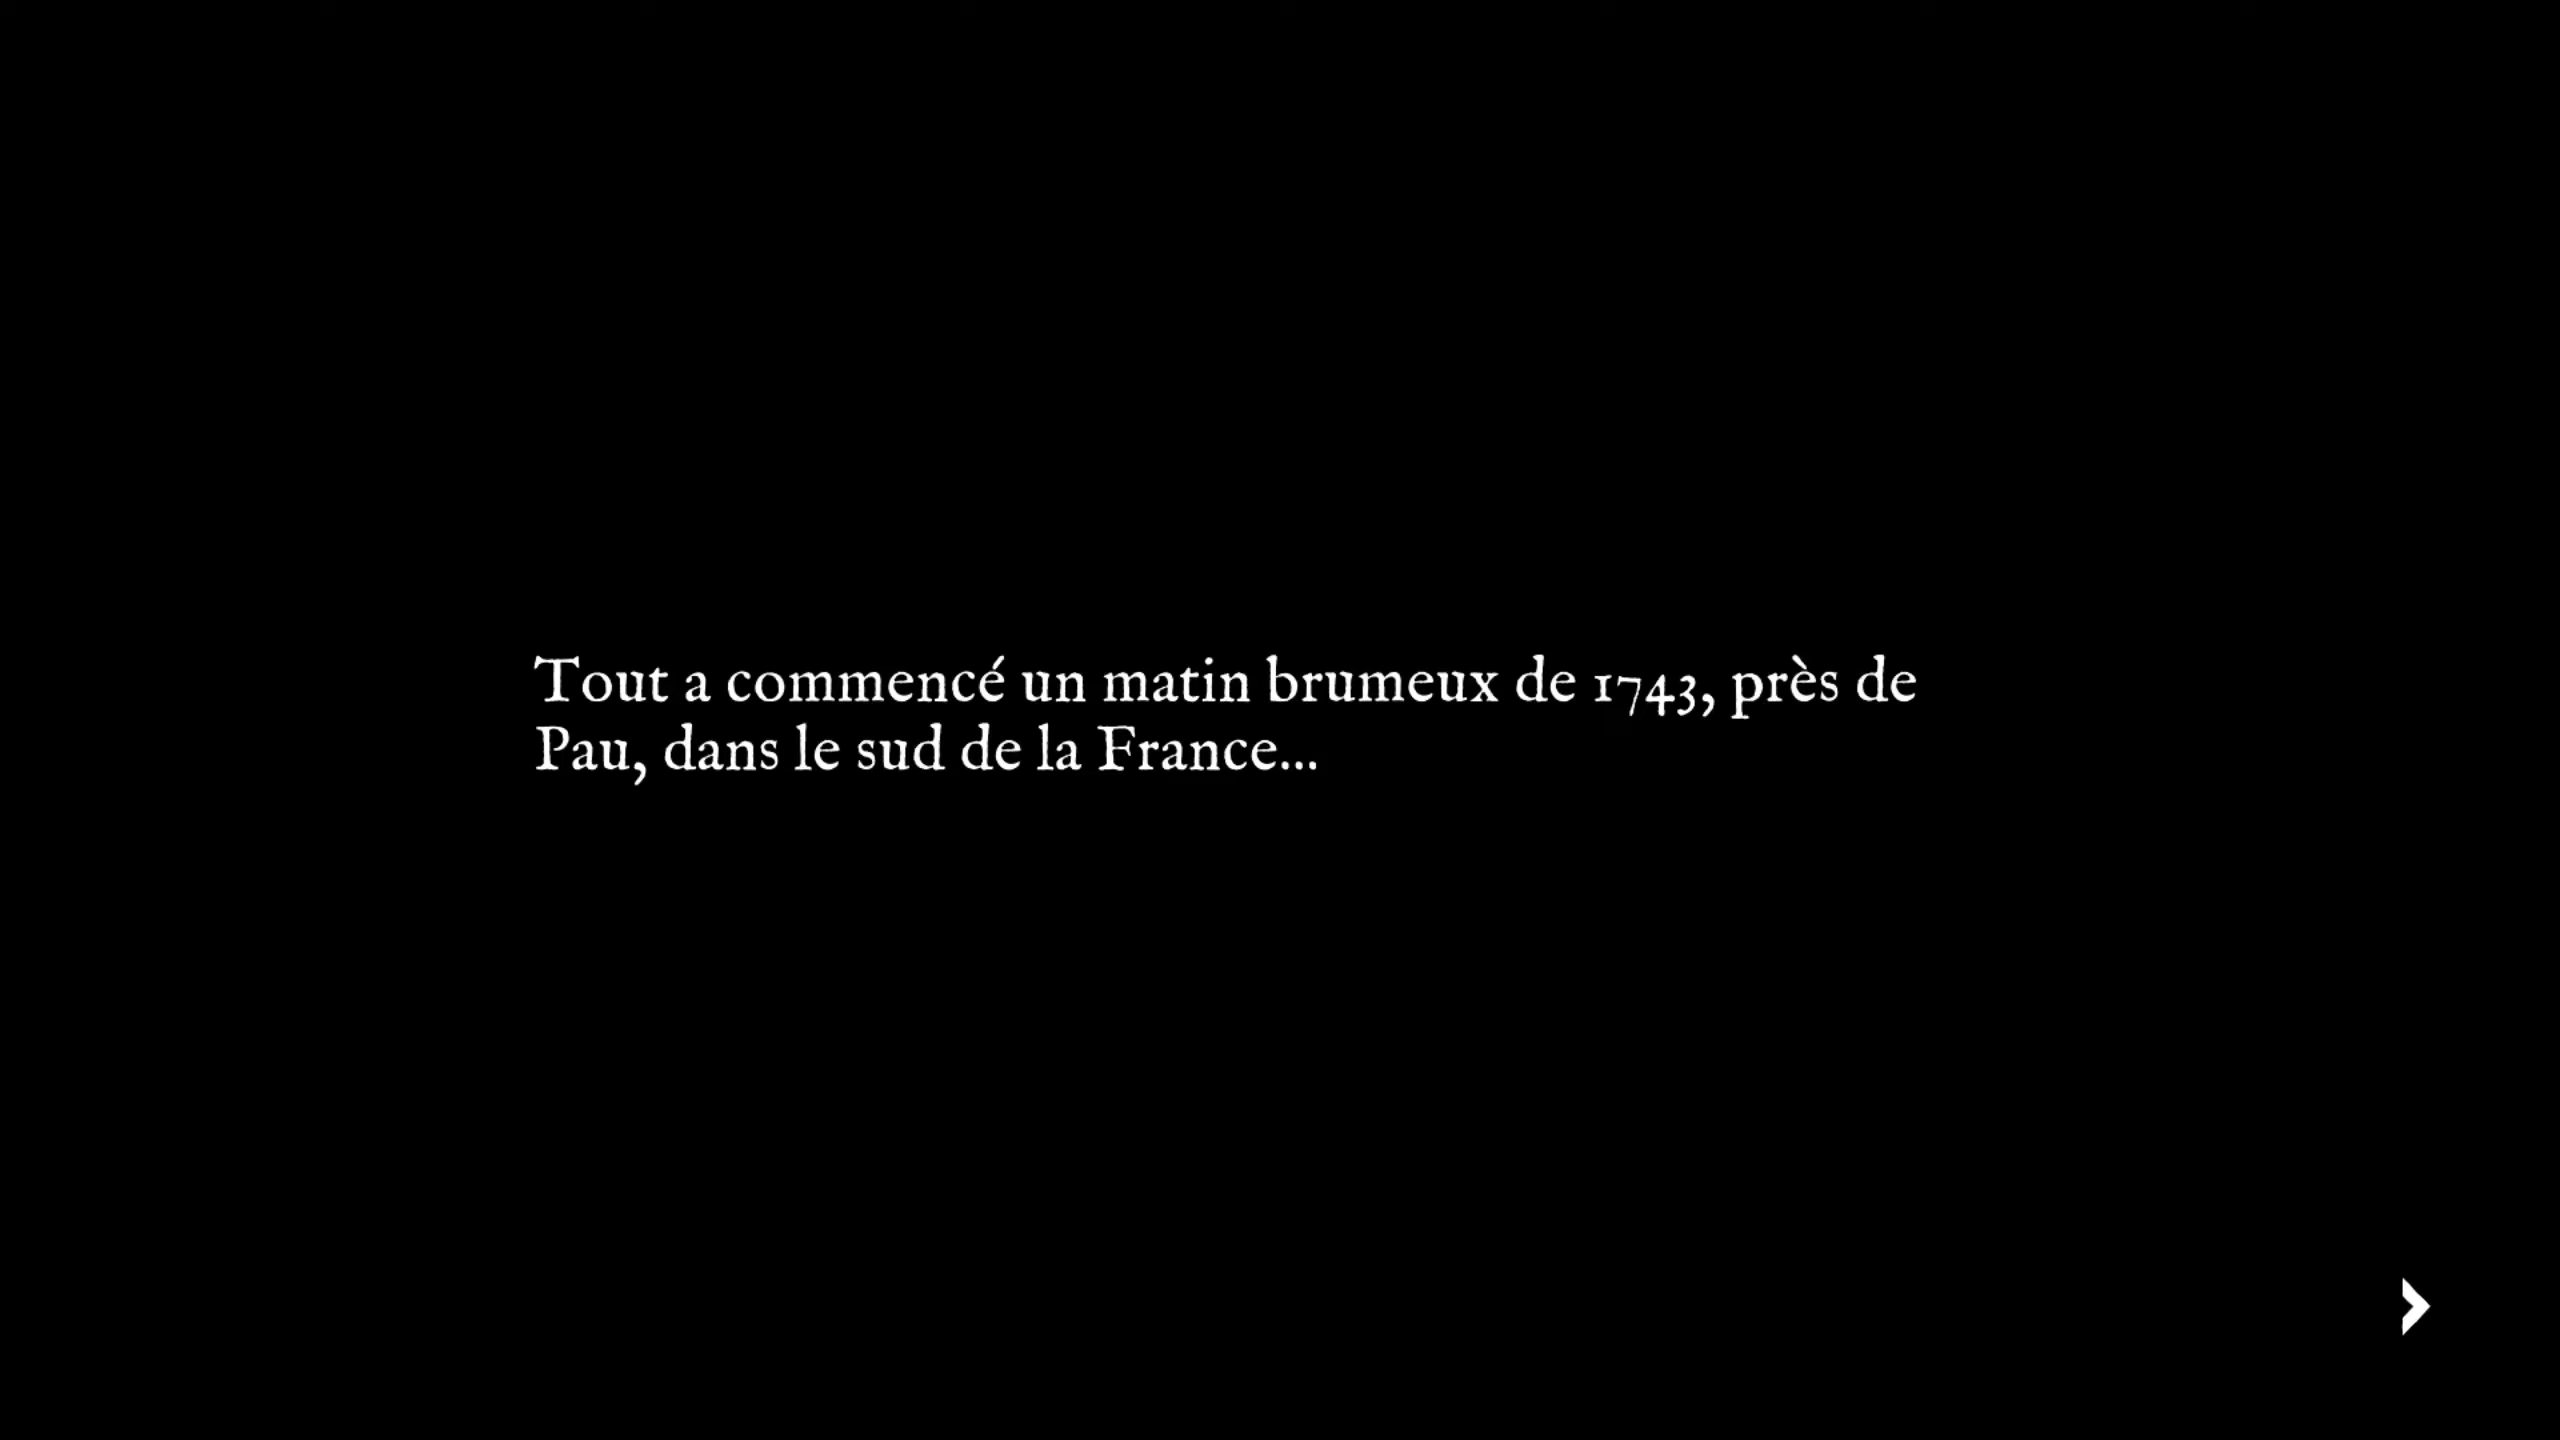 Tout a commencé un matin brumeux de 1743, près de
Pau, dans le sud de la France...